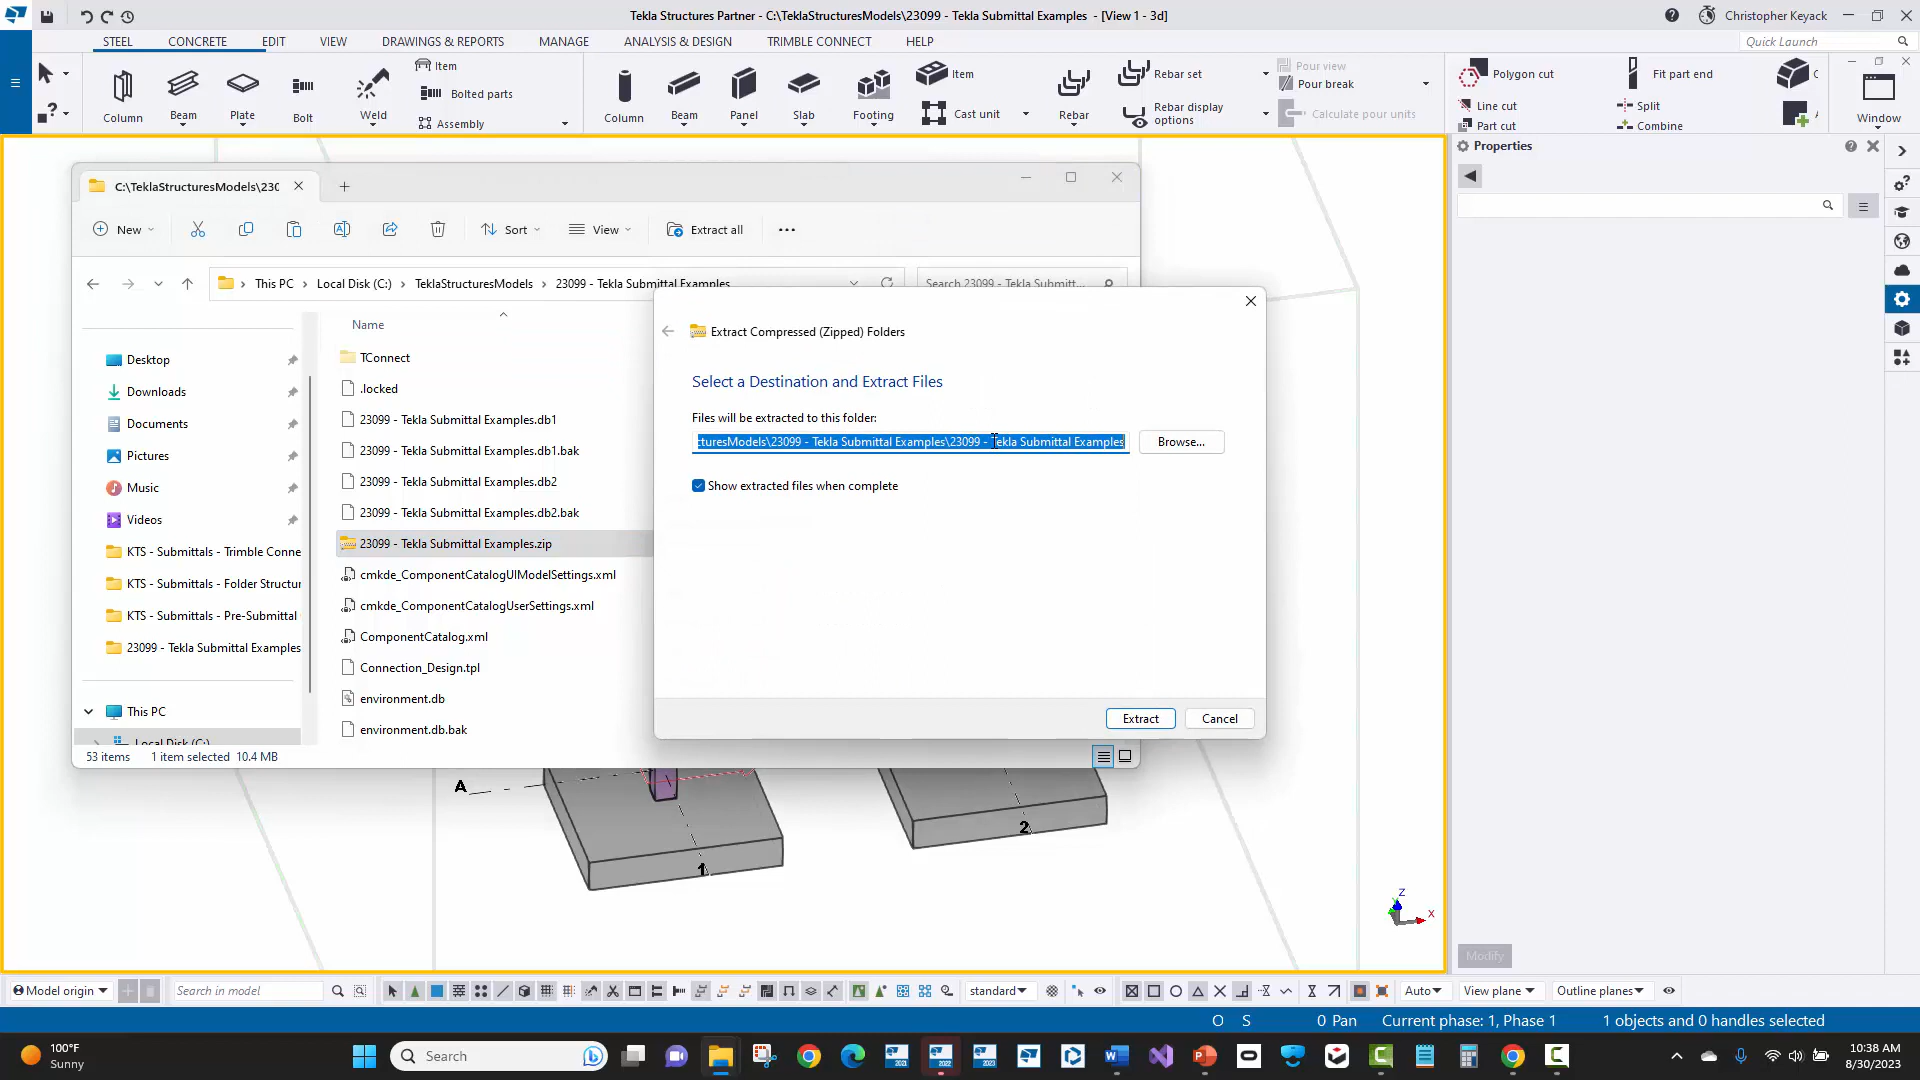 Tekla Structures Partner - C:\TeklaStructuresModels\23099 - Tekla Submittal Examples - [View 1 - 3d]
Christopher Keyack
STEEL CONCRETE EDIT VIEW DRAWINGS & REPORTS MANAGE ANALYSIS & DESIGN TRIMBLE CONNECT HELP
Quick Launch
Column Beam Plate Bolt Weld
Item
Bolted parts
Assembly
Column Beam Panel Slab Footing
Item
Cast unit
Rebar
Rebar set
Rebar display
options
Pour view
Pour break
Calculate pour units
Polygon cut
Line cut
Part cut
Fit part end
Split
Combine
Window
Properties
C:\TeklaStructuresModels\230
New
Sort
View
Extract all
This PC
Local Disk (C:)
TeklaStructuresModels
23099 - Tekla Submittal Examples
Search 23099 - Tekla Submitt...
Name
Desktop
Downloads
Documents
Pictures
Music
Videos
KTS - Submittals - Trimble Conne
KTS - Submittals - Folder Structur
KTS - Submittals - Pre-Submittal
23099 - Tekla Submittal Examples
This PC
Local Disk (C:)
TConnect
.locked
23099 - Tekla Submittal Examples.db1
23099 - Tekla Submittal Examples.db1.bak
23099 - Tekla Submittal Examples.db2
23099 - Tekla Submittal Examples.db2.bak
23099 - Tekla Submittal Examples.zip
cmkde_ComponentCatalogUIModelSettings.xml
cmkde_ComponentCatalogUserSettings.xml
ComponentCatalog.xml
Connection_Design.tpl
environment.db
environment.db.bak
53 items 1 item selected 10.4 MB
Extract Compressed (Zipped) Folders
Select a Destination and Extract Files
Files will be extracted to this folder:
cturesModels\23099 - Tekla Submittal Examples\23099 - Tekla Submittal Examples
Browse...
Show extracted files when complete
Extract
Cancel
A
1
2
Z
X
Modify
Model origin
Search in model
standard
Auto
View plane
Outline planes
O S 0 Pan Current phase: 1, Phase 1 1 objects and 0 handles selected
100°F
Sunny
Search
2021
2022
2023
10:38 AM
8/30/2023